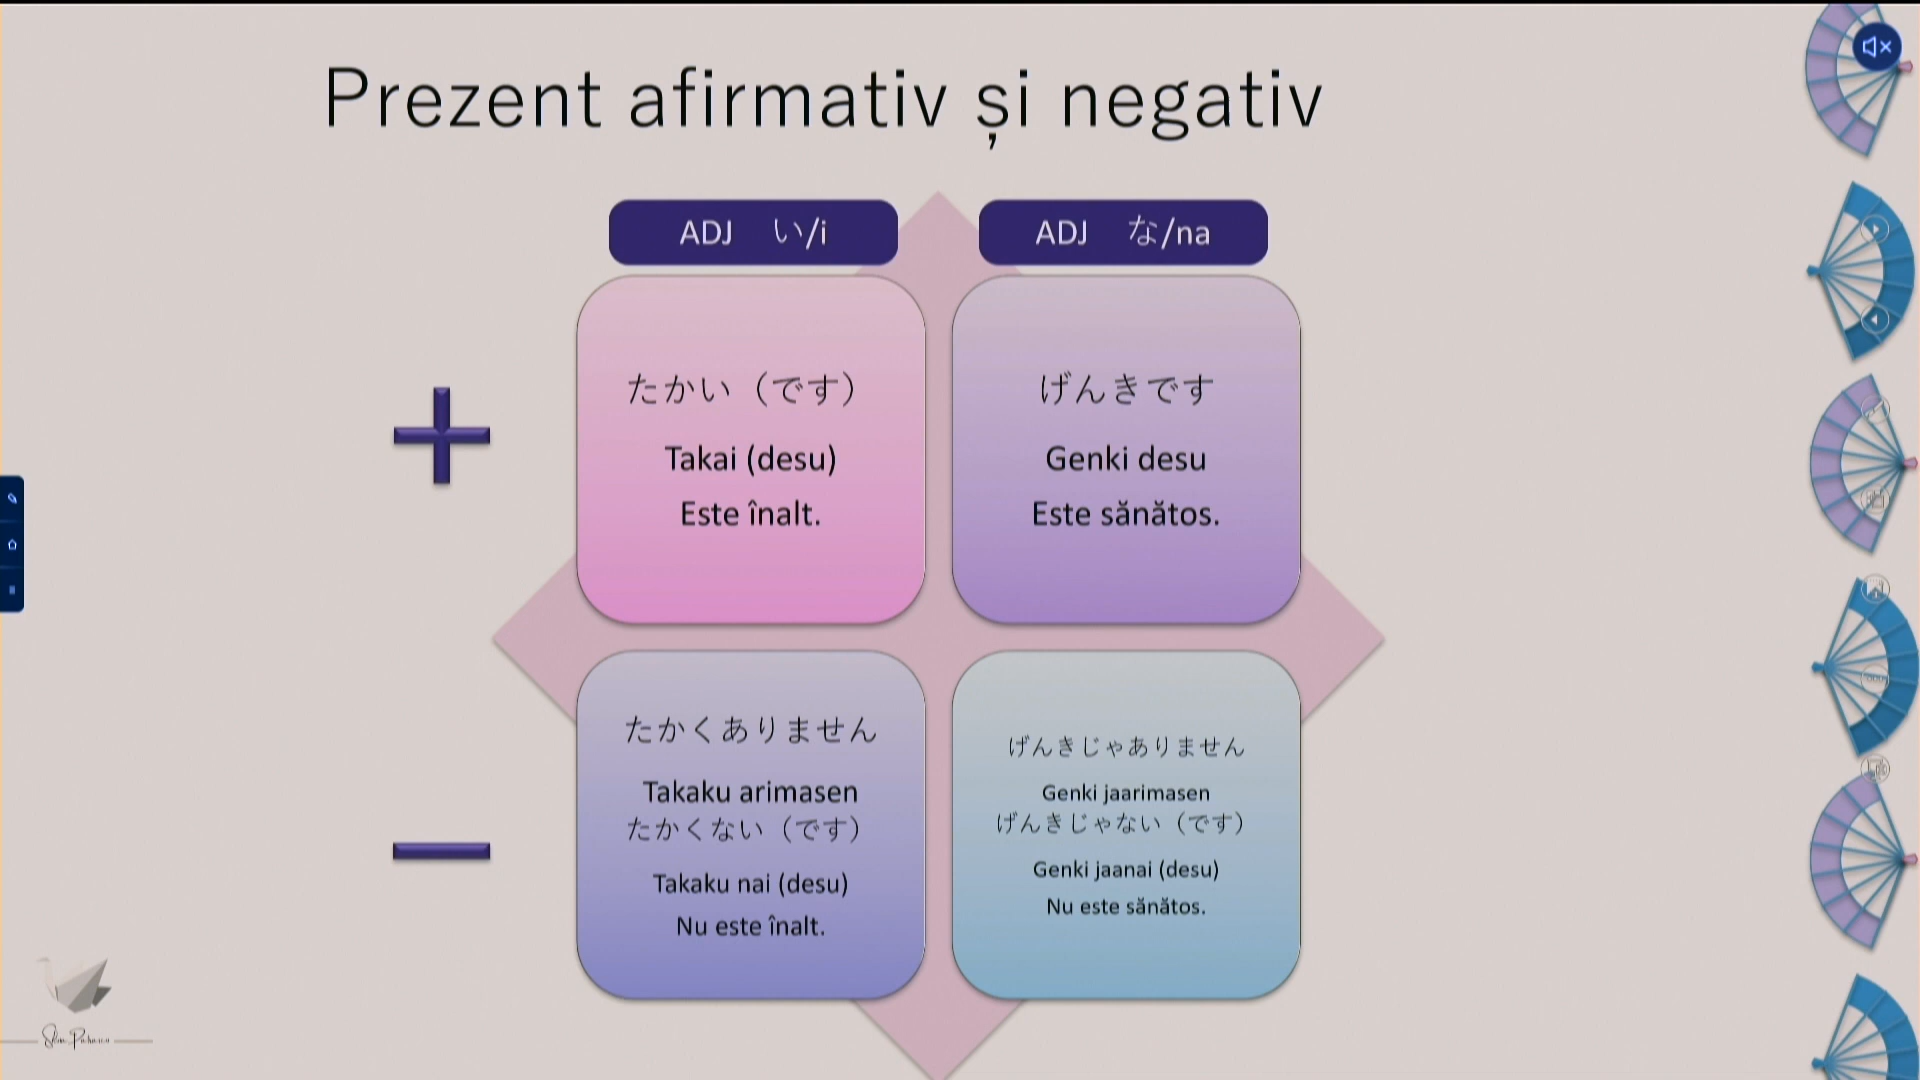 Prezent afirmativ și negativ
ADJ い/i
ADJ な/na
たかい（です）
Takai (desu)
Este înalt.
げんきです
Genki desu
Este sănătos.
たかくありません
Takaku arimasen
たかくない（です）
Takaku nai (desu)
Nu este înalt.
げんきじゃありません
Genki jaarimasen
げんきじゃない（です）
Genki jaanai (desu)
Nu este sănătos.